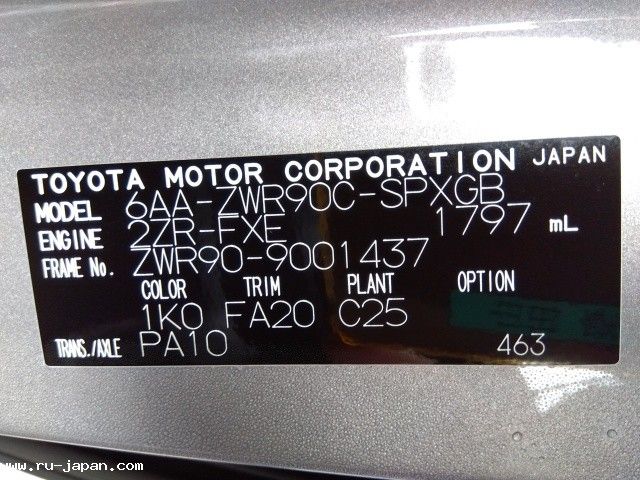 TOYOTA MOTOR CORPORATION JAPAN
MODEL 6AA-ZWR90C-SPXGB
ENGINE 2ZR-FXE 1797 mL
FRAME No. ZWR90-9001437
COLOR TRIM PLANT OPTION
1K0 FA20 C25
TRANS./AXLE PA10 463
www.ru-japan.com